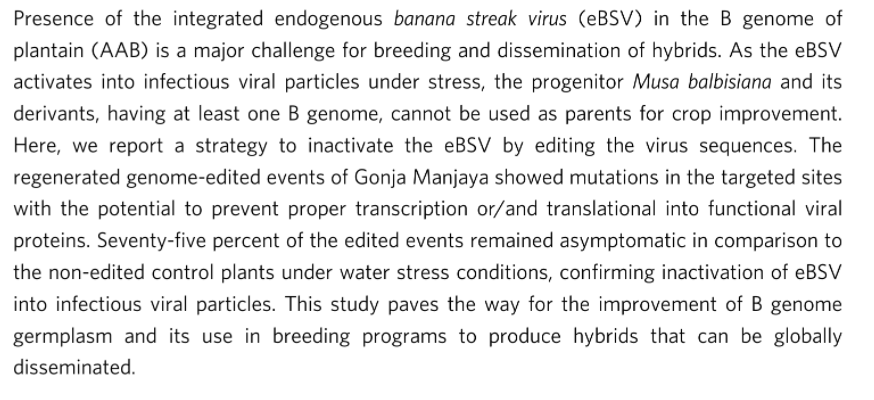 Presence of the integrated endogenous banana streak virus (eBSV) in the B genome of
plantain (AAB) is a major challenge for breeding and dissemination of hybrids. As the eBSV
activates into infectious viral particles under stress, the progenitor Musa balbisiana and its
derivants, having at least one B genome, cannot be used as parents for crop improvement.
Here, we report a strategy to inactivate the eBSV by editing the virus sequences. The
regenerated genome-edited events of Gonja Manjaya showed mutations in the targeted sites
with the potential to prevent proper transcription or/and translational into functional viral
proteins. Seventy-five percent of the edited events remained asymptomatic in comparison to
the non-edited control plants under water stress conditions, confirming inactivation of eBSV
into infectious viral particles. This study paves the way for the improvement of B genome
germplasm and its use in breeding programs to produce hybrids that can be globally
disseminated.